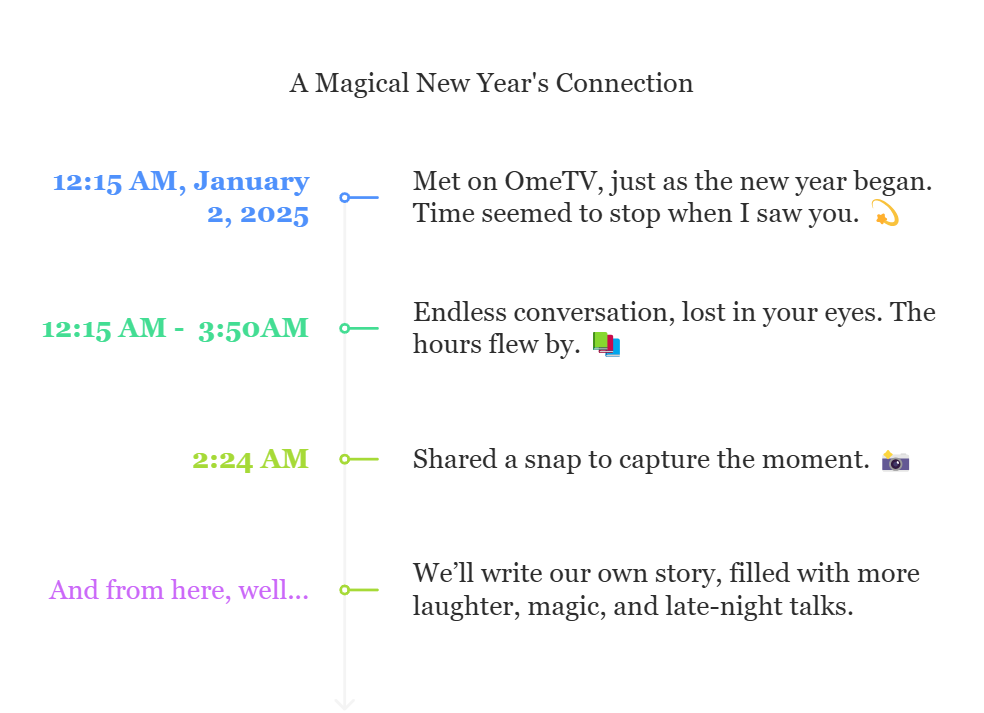 A Magical New Year's Connection
12:15 AM, January
2, 2025
Met on OmeTV, just as the new year began.
Time seemed to stop when I saw you. 💫
12:15 AM -  3:50AM
Endless conversation, lost in your eyes. The
hours flew by. 📚
2:24 AM
Shared a snap to capture the moment. 📸
And from here, well...
We’ll write our own story, filled with more
laughter, magic, and late-night talks.